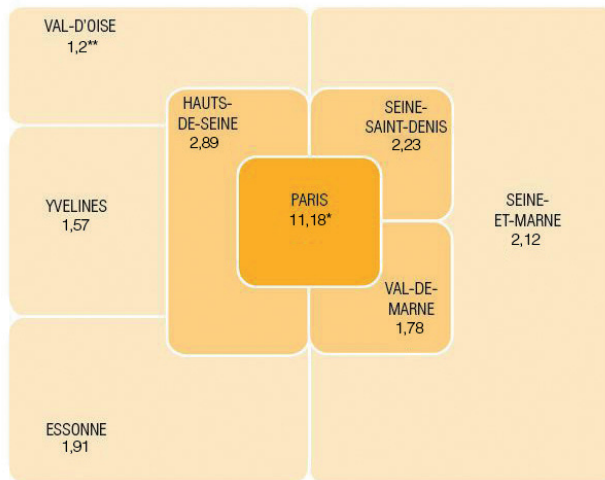 VAL-D'OISE
1,2**
HAUTS-
DE-SEINE
2,89
SEINE-
SAINT-DENIS
2,23
YVELINES
1,57
PARIS
11,18*
SEINE-
ET-MARNE
2,12
VAL-DE-
MARNE
1,78
ESSONNE
1,91